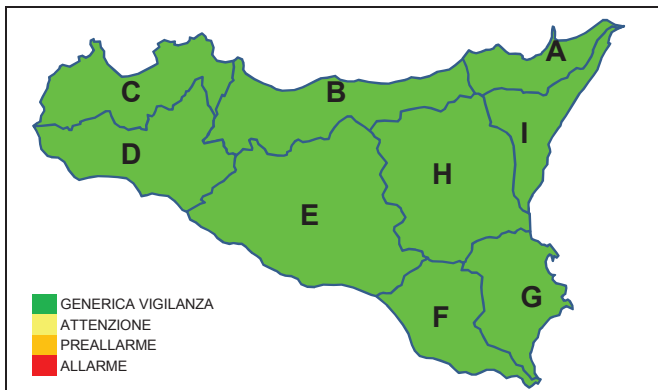 A
B
C
I
D
H
E
G
F
GENERICA VIGILANZA
ATTENZIONE
PREALLARME
ALLARME